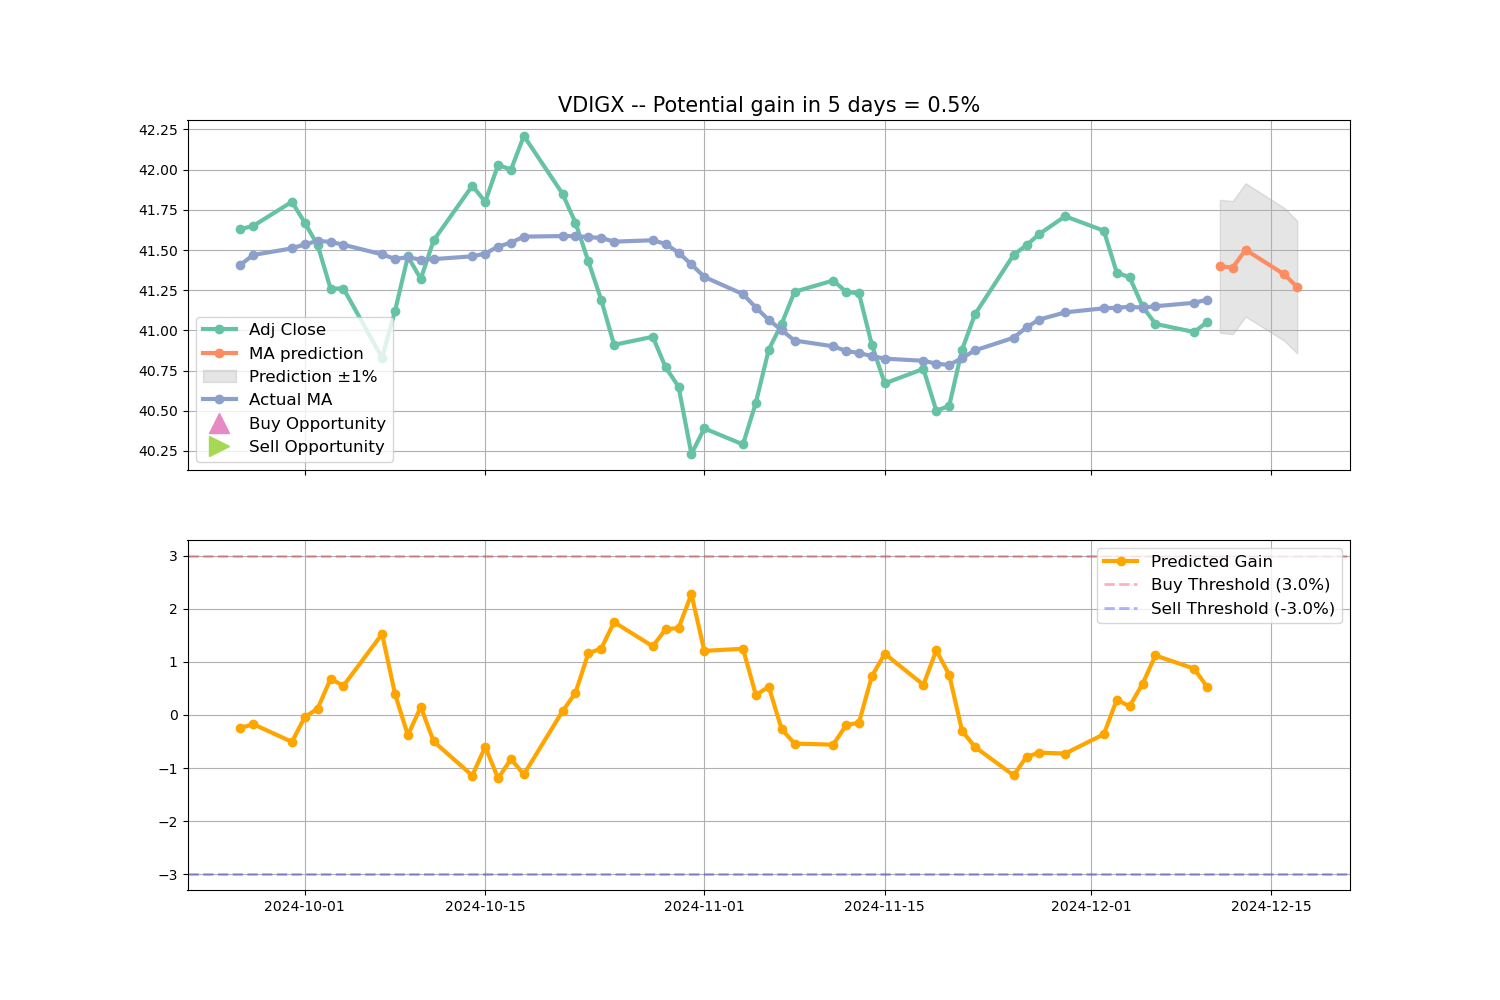 VDIGX -- Potential gain in 5 days = 0.5%
42.25
42.00
41.75
41.50
41.25
41.00
40.75
40.50
40.25
Adj Close
MA prediction
Prediction ±1%
Actual MA
Buy Opportunity
Sell Opportunity
3
2
1
0
−1
−2
−3
Predicted Gain
Buy Threshold (3.0%)
Sell Threshold (-3.0%)
2024-10-01 2024-10-15 2024-11-01 2024-11-15 2024-12-01 2024-12-15